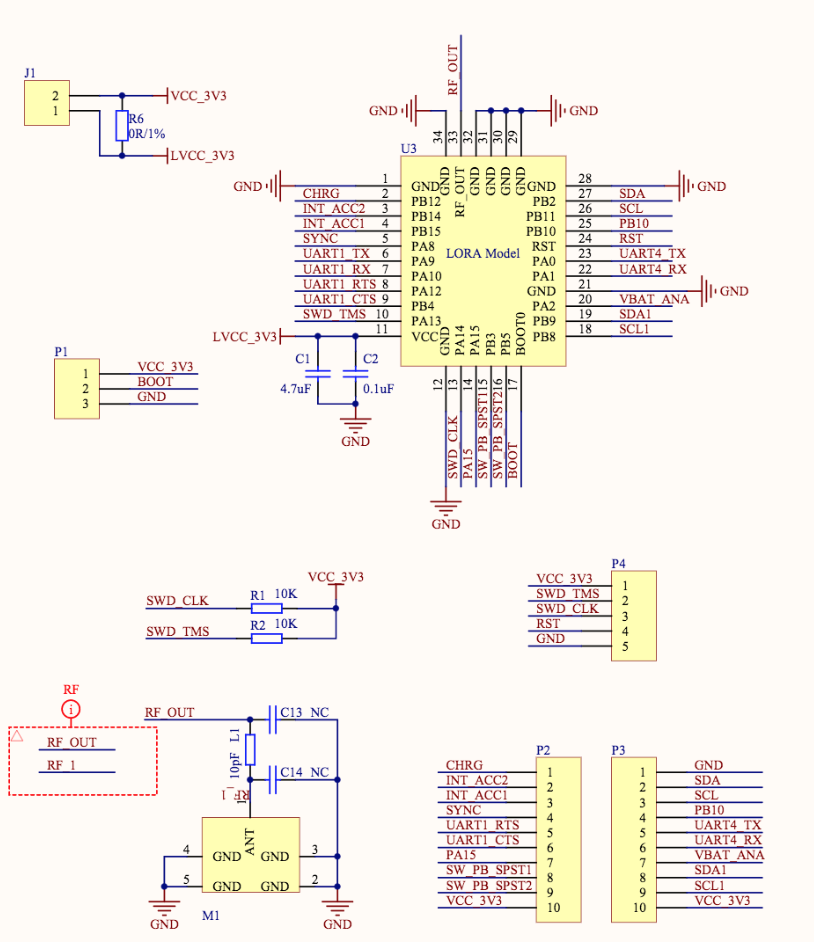 J1
2
1
VCC_3V3
R6
0R/1%
LVCC_3V3
RF_OUT
GND
GND
34
33
32
31
30
29
U3
GND
RF_OUT
GND
GND
GND
GND
GND
1
GND
CHRG
2
PB12
INT_ACC2
3
PB14
INT_ACC1
4
PB15
SYNC
5
PA8
UART1_TX
6
PA9
UART1_RX
7
PA10
UART1_RTS
8
PA12
UART1_CTS
9
PB4
SWD_TMS
10
PA13
LVCC_3V3
11
VCC
LORA Model
GND
28
GND
PB2
27
SDA
PB11
26
SCL
PB10
25
PB10
RST
24
RST
PA0
23
UART4_TX
PA1
22
UART4_RX
GND
21
GND
PA2
20
VBAT_ANA
PB9
19
SDA1
PB8
18
SCL1
GND
PA14
PA15
PB3
PB5
BOOT0
12
13
14
15
16
17
SWD_CLK
PA15
SW_PB_SPST1
SW_PB_SPST2
BOOT
GND
C1
4.7uF
C2
0.1uF
GND
P1
1
VCC_3V3
2
BOOT
3
GND
VCC_3V3
SWD_CLK
R1 10K
SWD_TMS
R2 10K
P4
VCC_3V3
1
SWD_TMS
2
SWD_CLK
3
RST
4
GND
5
RF
i
RF_OUT
RF_1
RF_OUT
C13 NC
L1
10pF
C14 NC
RF_1
1
ANT
4
GND
GND
3
5
GND
GND
2
GND
M1
GND
P2
CHRG
1
INT_ACC2
2
INT_ACC1
3
SYNC
4
UART1_RTS
5
UART1_CTS
6
PA15
7
SW_PB_SPST1
8
SW_PB_SPST2
9
VCC_3V3
10
P3
1
GND
2
SDA
3
SCL
4
PB10
5
UART4_TX
6
UART4_RX
7
VBAT_ANA
8
SDA1
9
SCL1
10
VCC_3V3